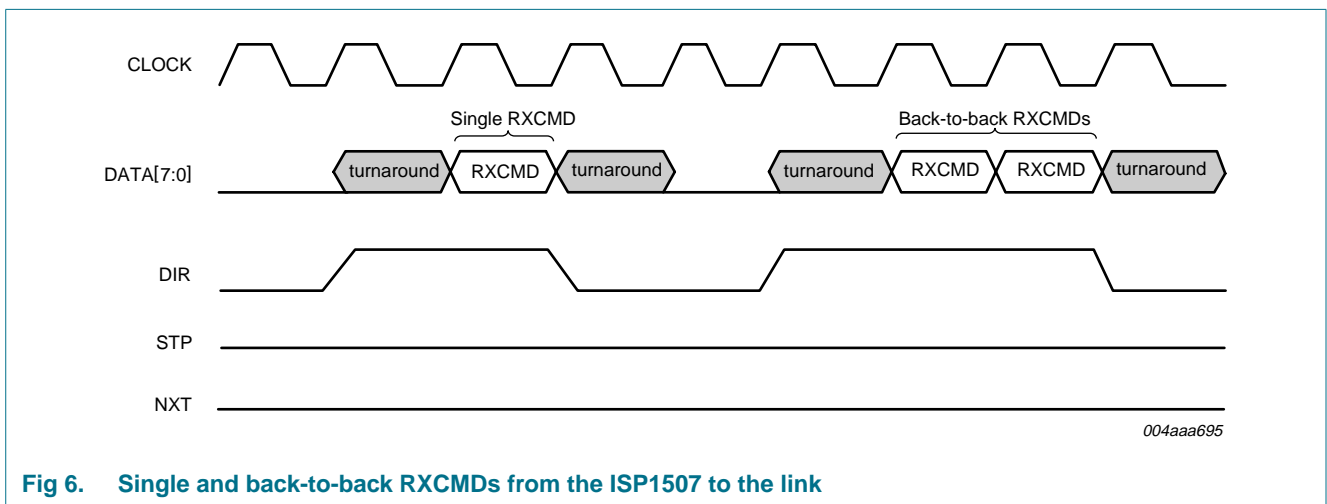 CLOCK
Single RXCMD
Back-to-back RXCMDs
DATA[7:0]
turnaround RXCMD turnaround turnaround RXCMD RXCMD turnaround
DIR
STP
NXT
004aaa695
Fig 6. Single and back-to-back RXCMDs from the ISP1507 to the link